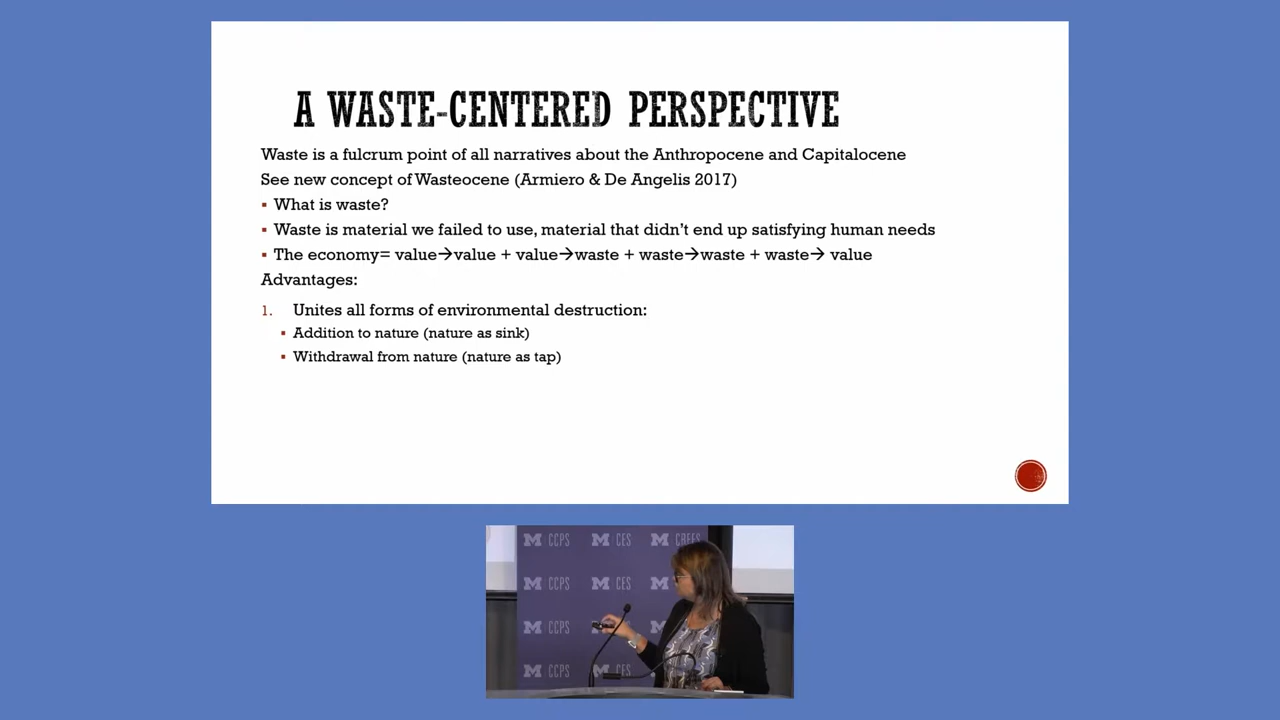 A WASTE-CENTERED PERSPECTIVE
Waste is a fulcrum point of all narratives about the Anthropocene and Capitalocene
See new concept of Wasteocene (Armiero & De Angelis 2017)
▪ What is waste?
▪ Waste is material we failed to use, material that didn't end up satisfying human needs
▪ The economy= value→value + value→waste + waste→waste + waste→ value
Advantages:
1. Unites all forms of environmental destruction:
▪ Addition to nature (nature as sink)
▪ Withdrawal from nature (nature as tap)
M CCPS M CES M CREES
M CCPS M CES M
M CCPS M
M CCPS M CES